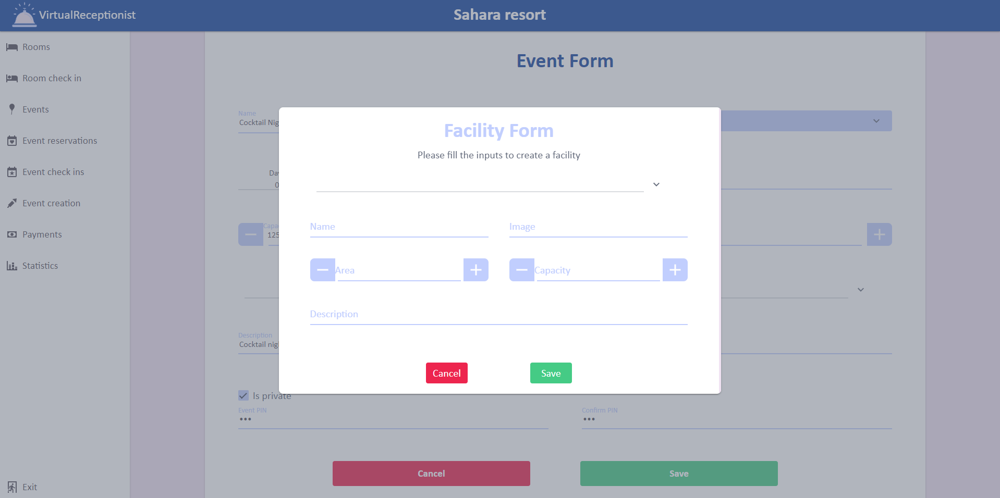 VirtualReceptionist
Sahara resort
Rooms
Room check in
Events
Event reservations
Event check ins
Event creation
Payments
Statistics
Exit
Event Form
Name
Cocktail Nig
Day
0
Capa
125
Description
Cocktail nig
Is private
Event PIN
•••
Confirm PIN
•••
Cancel
Save
Facility Form
Please fill the inputs to create a facility
Name
Image
Area
Capacity
Description
Cancel
Save